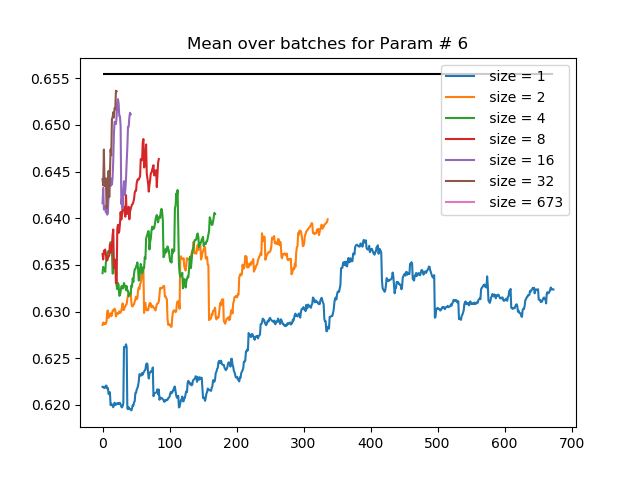 Mean over batches for Param # 6
0.655
0.650
0.645
0.640
0.635
0.630
0.625
0.620
size = 1
size = 2
size = 4
size = 8
size = 16
size = 32
size = 673
0 100 200 300 400 500 600 700